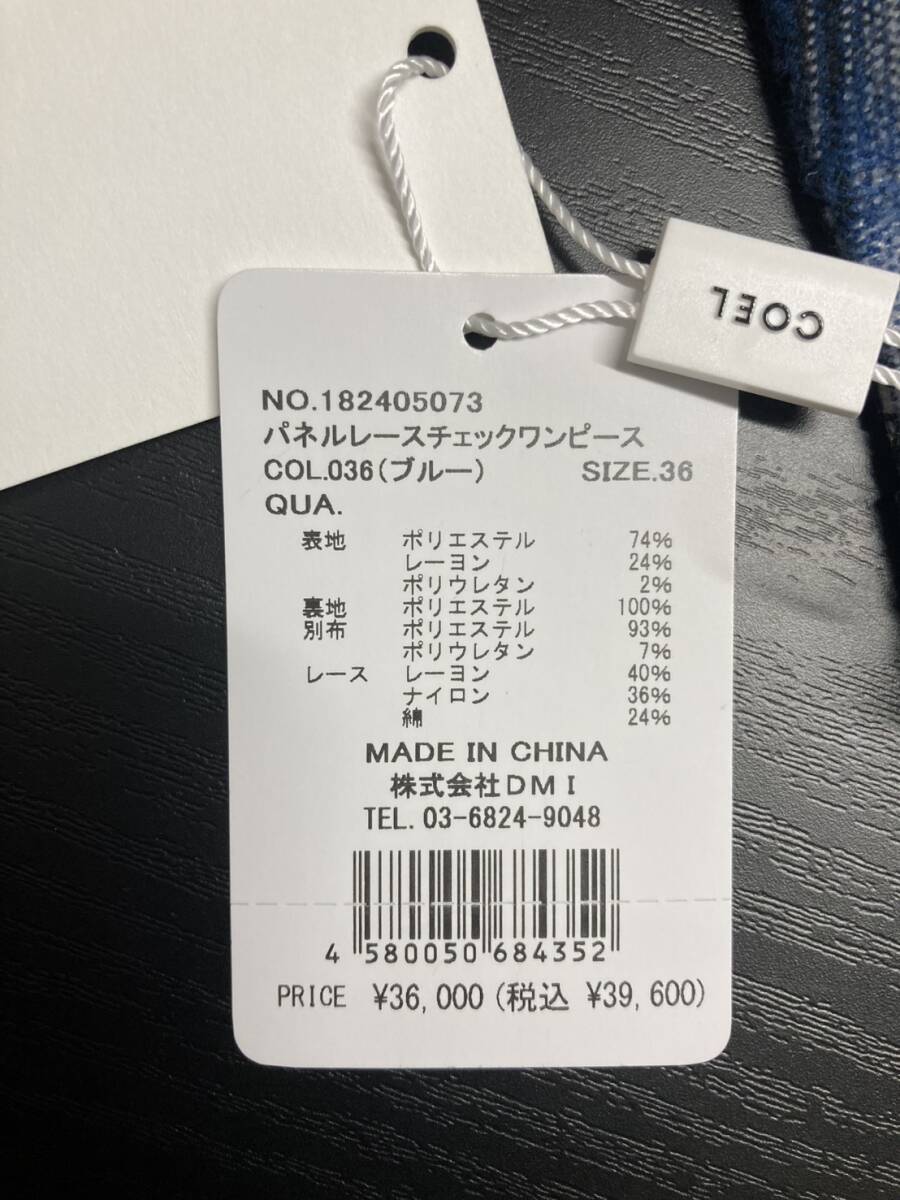 COEL
NO.182405073
パネルレースチェックワンピース
COL.036(ブルー) SIZE.36
QUA.
表地 ポリエステル 74%
レーヨン 24%
ポリウレタン 2%
裏地 ポリエステル 100%
別布 ポリエステル 93%
ポリウレタン 7%
レース レーヨン 40%
ナイロン 36%
綿 24%
MADE IN CHINA
株式会社DMI
TEL. 03-6824-9048
4 580050 684352
PRICE ¥36,000 (税込 ¥39,600)